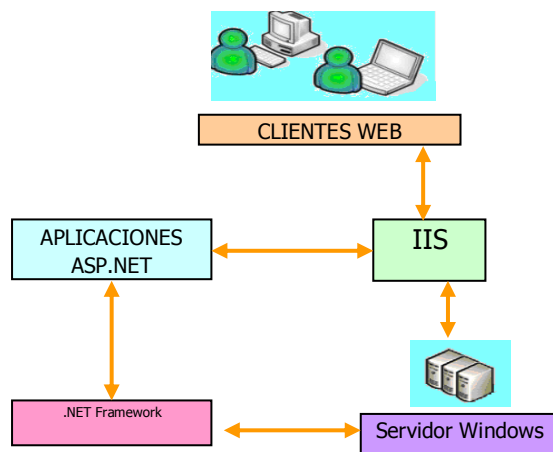 CLIENTES WEB
APLICACIONES
ASP.NET
IIS
.NET Framework
Servidor Windows